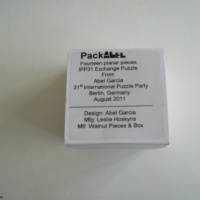 PackAbel
Fourteen planar pieces
IPP31 Exchange Puzzle
From
Abel Garcia
31st International Puzzle Party
Berlin, Germany
August 2011
Design: Abel Garcia
Mfg: Leslie Hoskyns
Mtl: Walnut Pieces & Box